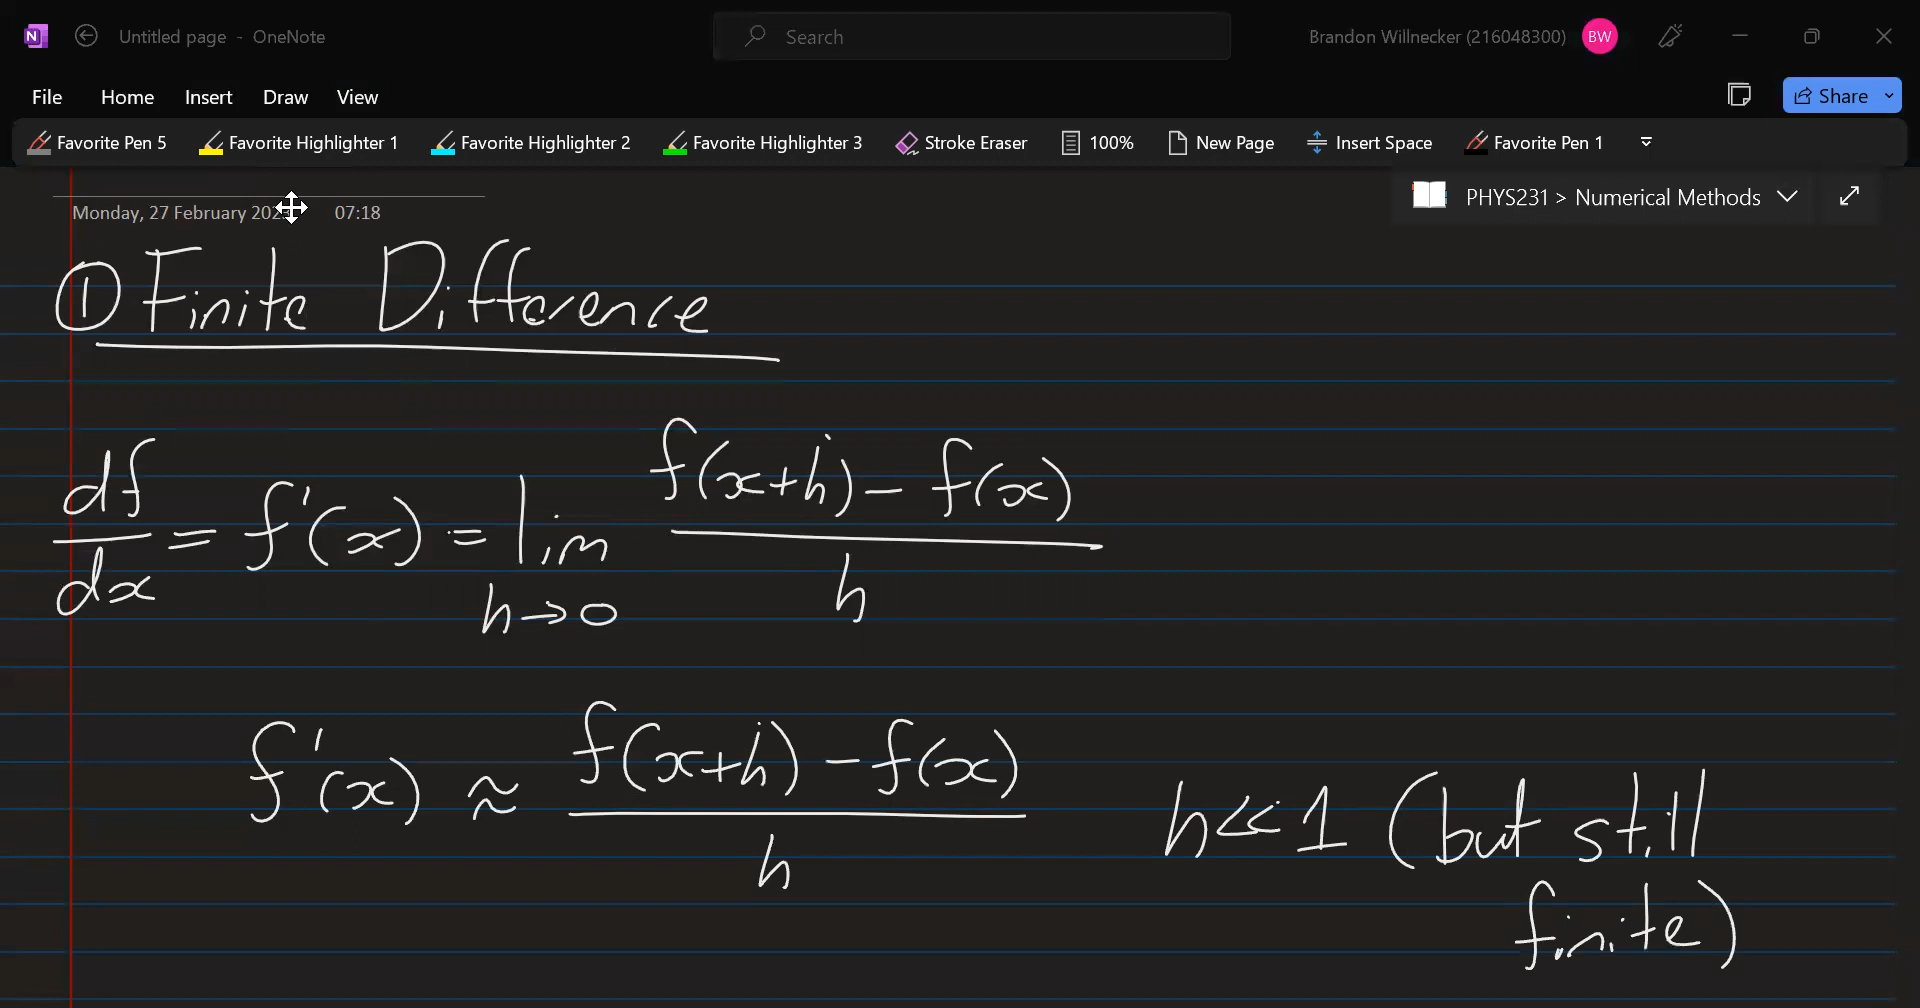 Untitled page - OneNote
Search
Brandon Willnecker (216048300) BW
File Home Insert Draw View
Share
Favorite Pen 5 Favorite Highlighter 1 Favorite Highlighter 2 Favorite Highlighter 3 Stroke Eraser 100% New Page Insert Space Favorite Pen 1
PHYS231 > Numerical Methods
Monday, 27 February 07:18
① Finite Difference
df/dx = f'(x) = lim h→0 (f(x+h) - f(x))/h
f'(x) ≈ (f(x+h) - f(x))/h
h≪1 (but still
finite)